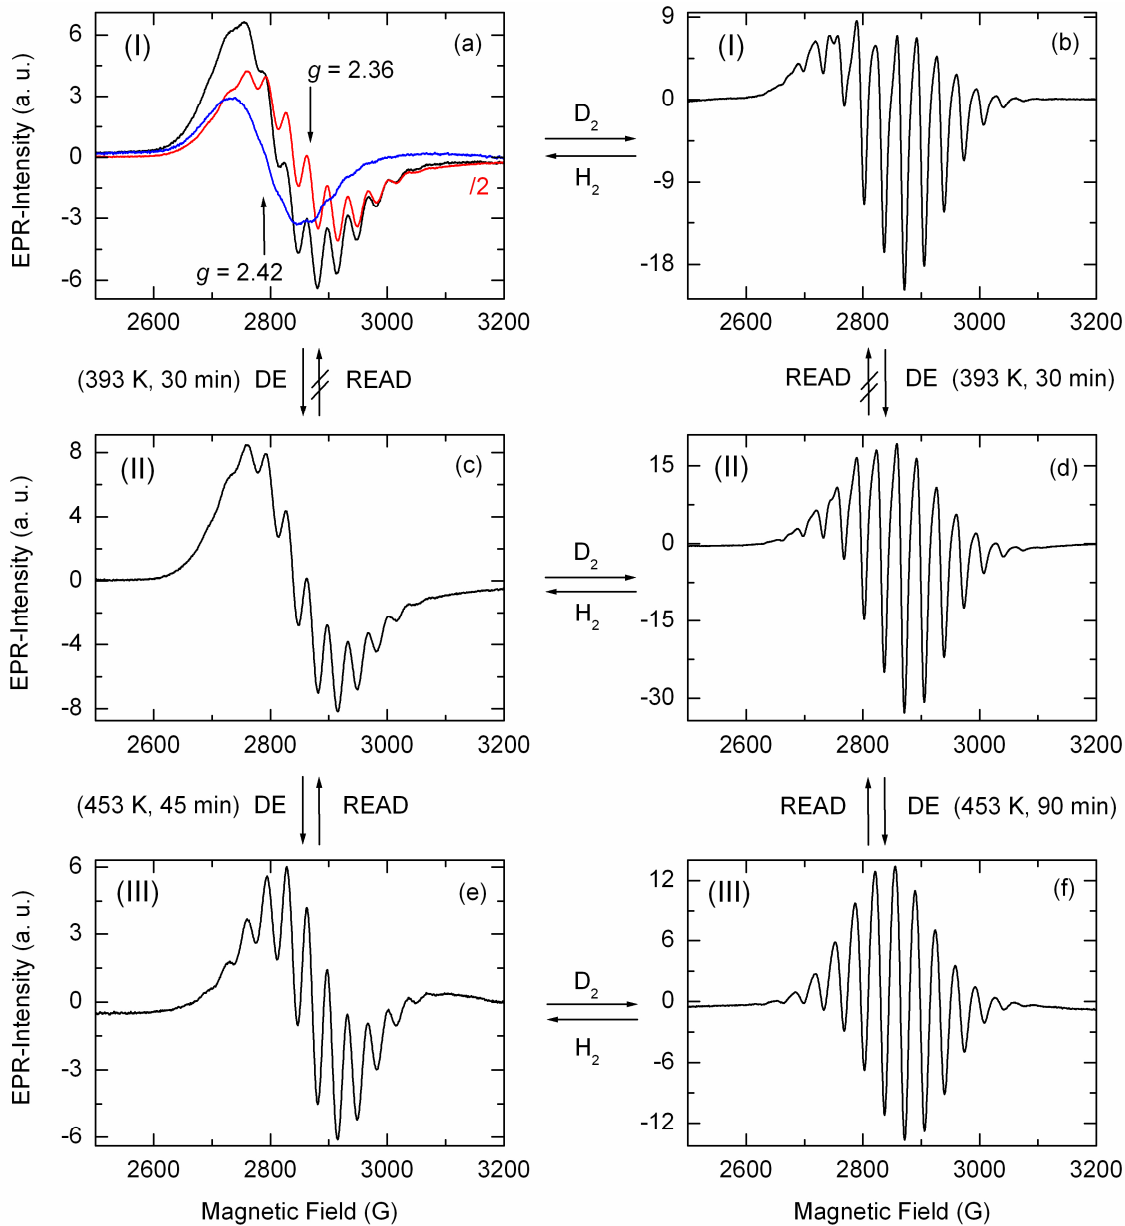 (I) (a)
6
3
0
-3
-6
g = 2.36
g = 2.42
/2
EPR-Intensity (a. u.)
2600 2800 3000 3200
D2
H2
(I) (b)
9
0
-9
-18
2600 2800 3000 3200
(393 K, 30 min) DE READ
READ DE (393 K, 30 min)
(II) (c)
8
4
0
-4
-8
EPR-Intensity (a. u.)
2600 2800 3000 3200
D2
H2
(II) (d)
15
0
-15
-30
2600 2800 3000 3200
(453 K, 45 min) DE READ
READ DE (453 K, 90 min)
(III) (e)
6
3
0
-3
-6
EPR-Intensity (a. u.)
2600 2800 3000 3200
Magnetic Field (G)
D2
H2
(III) (f)
12
6
0
-6
-12
2600 2800 3000 3200
Magnetic Field (G)